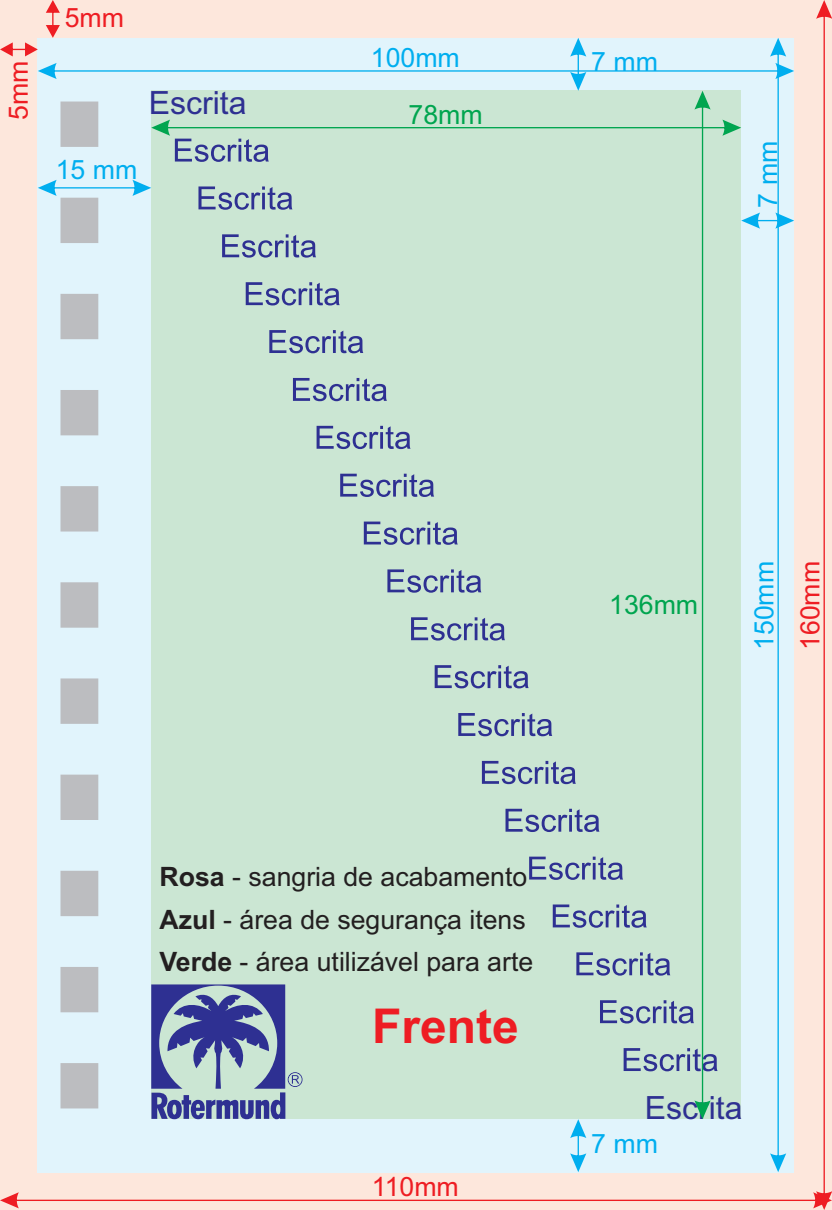 5mm
5mm
100mm
7 mm
Escrita
78mm
Escrita
7 mm
15 mm
Escrita
Escrita
Escrita
Escrita
Escrita
Escrita
Escrita
Escrita
Escrita
136mm
150mm
160mm
Escrita
Escrita
Escrita
Escrita
Escrita
Rosa - sangria de acabamento
Escrita
Azul - área de segurança itens
Escrita
Verde - área utilizável para arte
Escrita
Frente
Escrita
Escrita
®
Rotermund
Escrita
7 mm
110mm